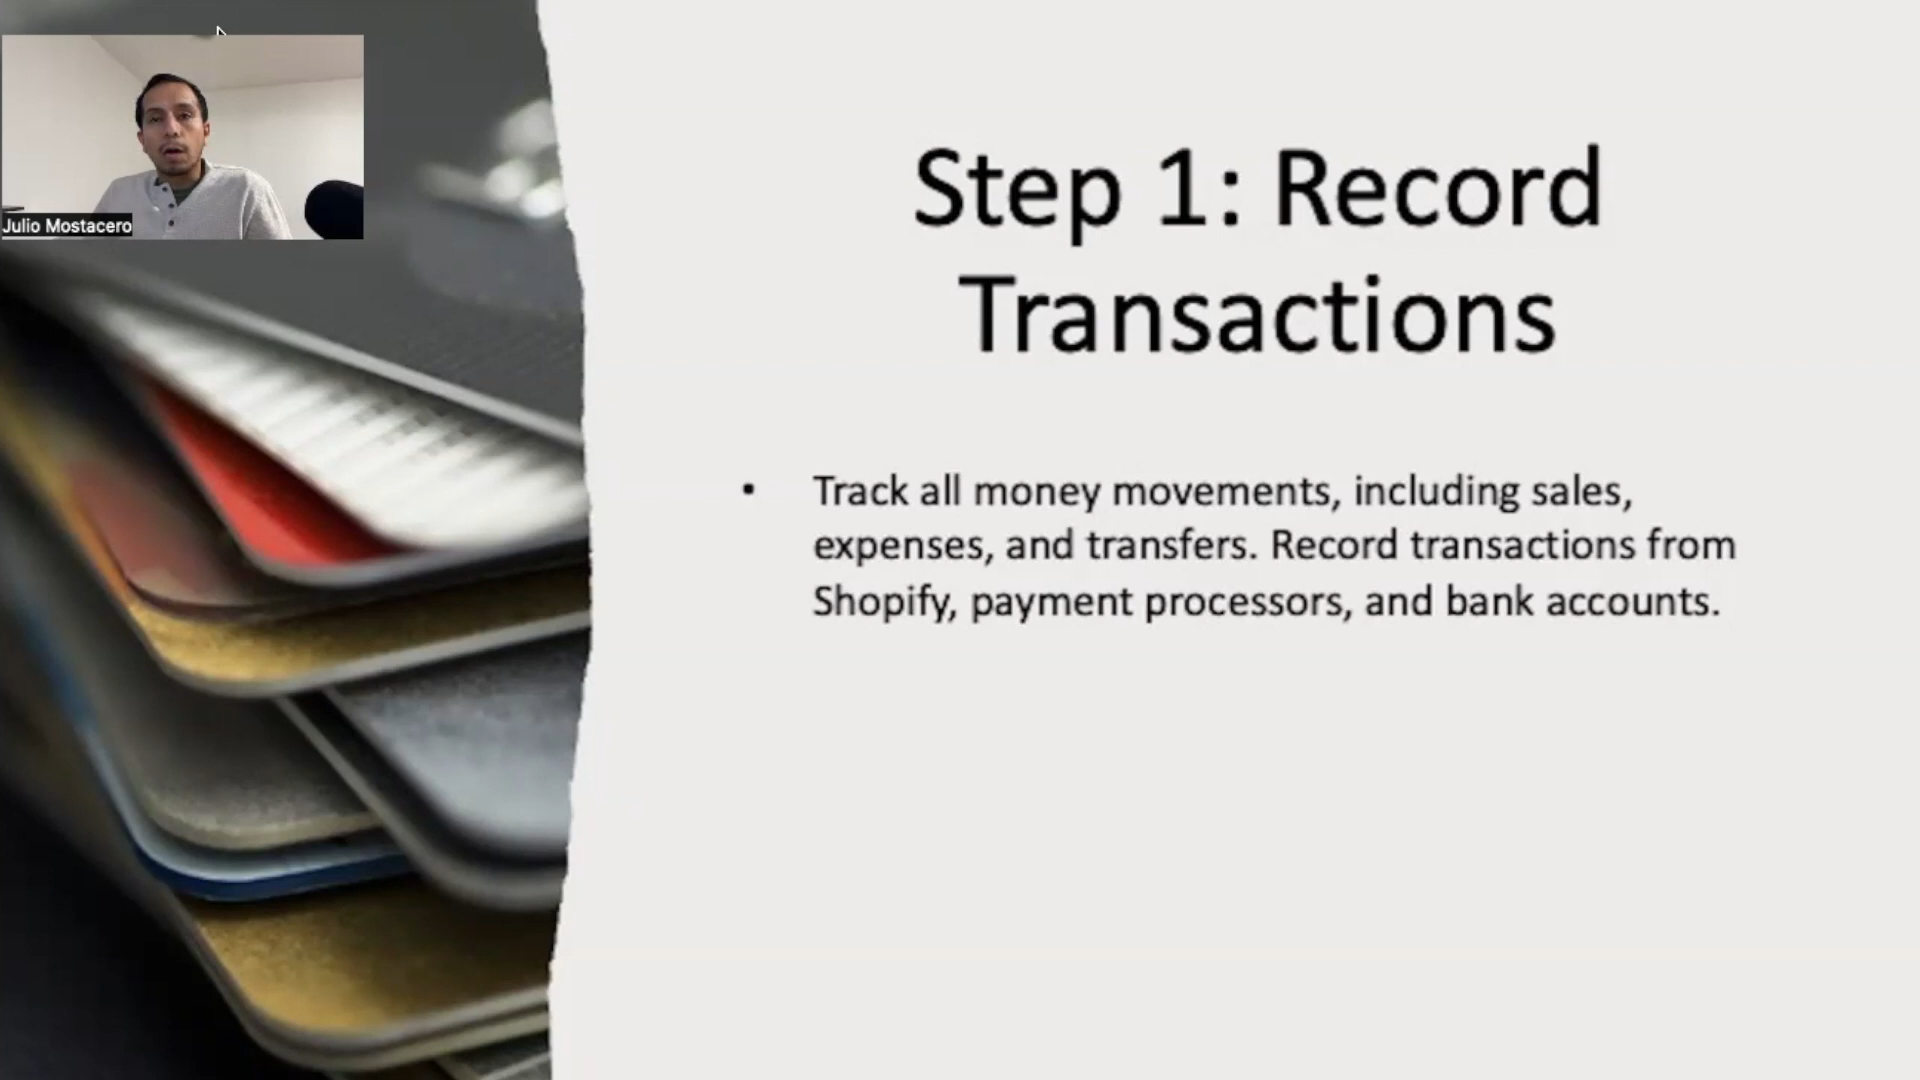 Julio Mostacero
Step 1: Record
Transactions
• Track all money movements, including sales,
expenses, and transfers. Record transactions from
Shopify, payment processors, and bank accounts.